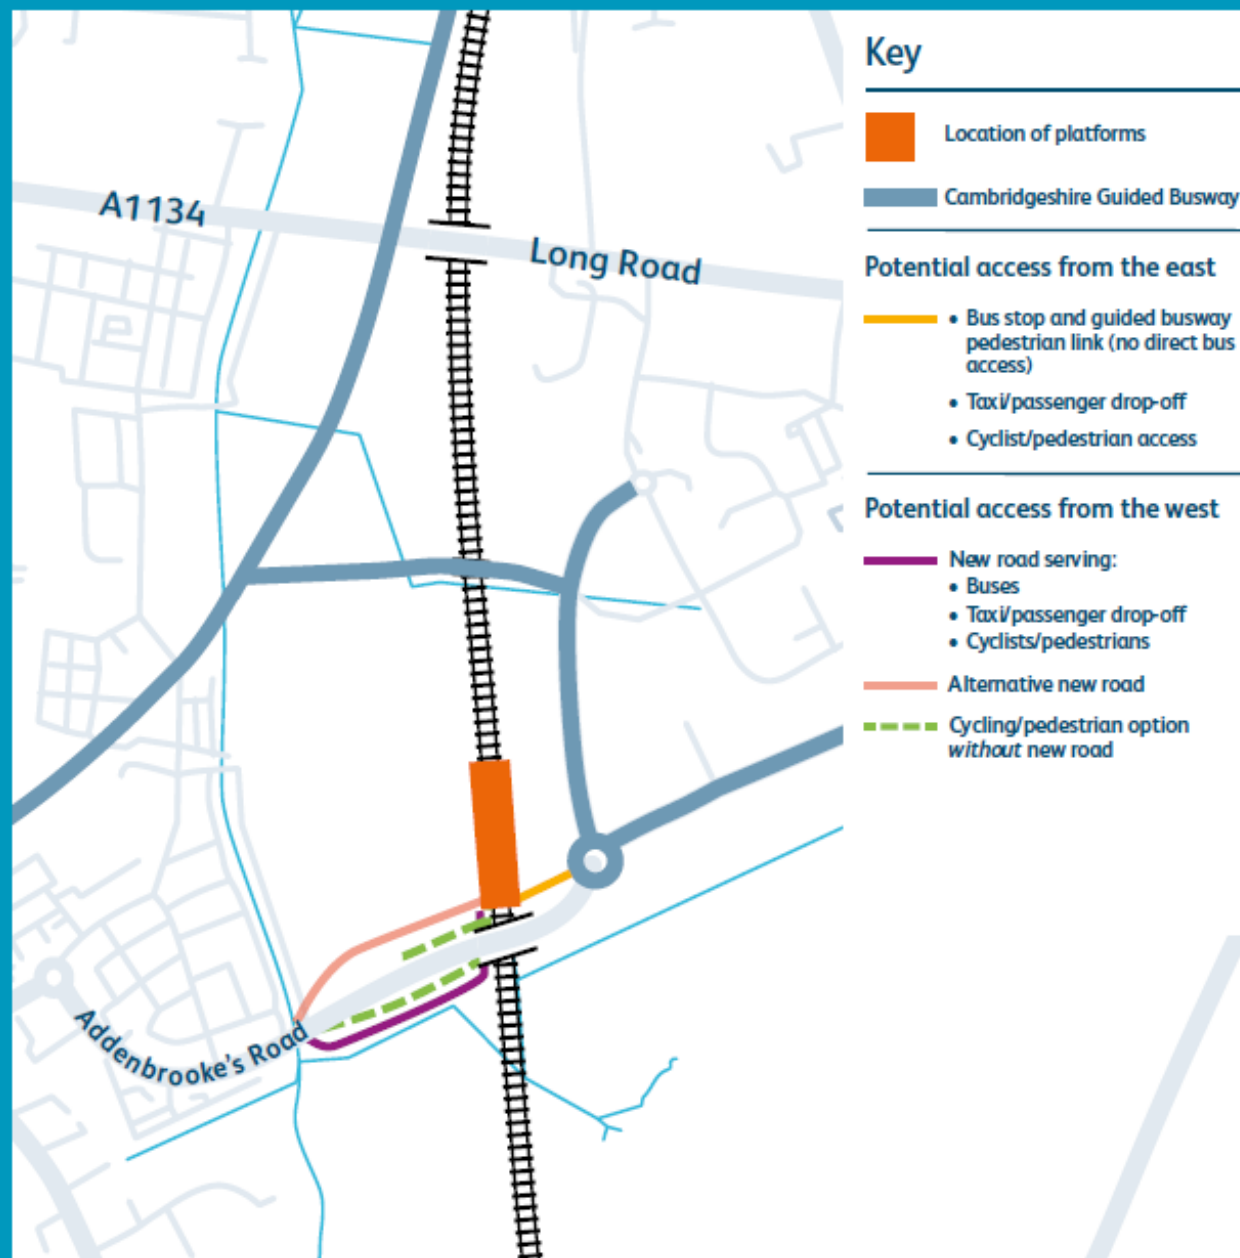 A1134
Long Road
Addenbrooke's Road
Key
Location of platforms
Cambridgeshire Guided Busway
Potential access from the east
• Bus stop and guided busway
pedestrian link (no direct bus
access)
• Taxi/passenger drop-off
• Cyclist/pedestrian access
Potential access from the west
New road serving:
• Buses
• Taxi/passenger drop-off
• Cyclists/pedestrians
Alternative new road
Cycling/pedestrian option
without new road